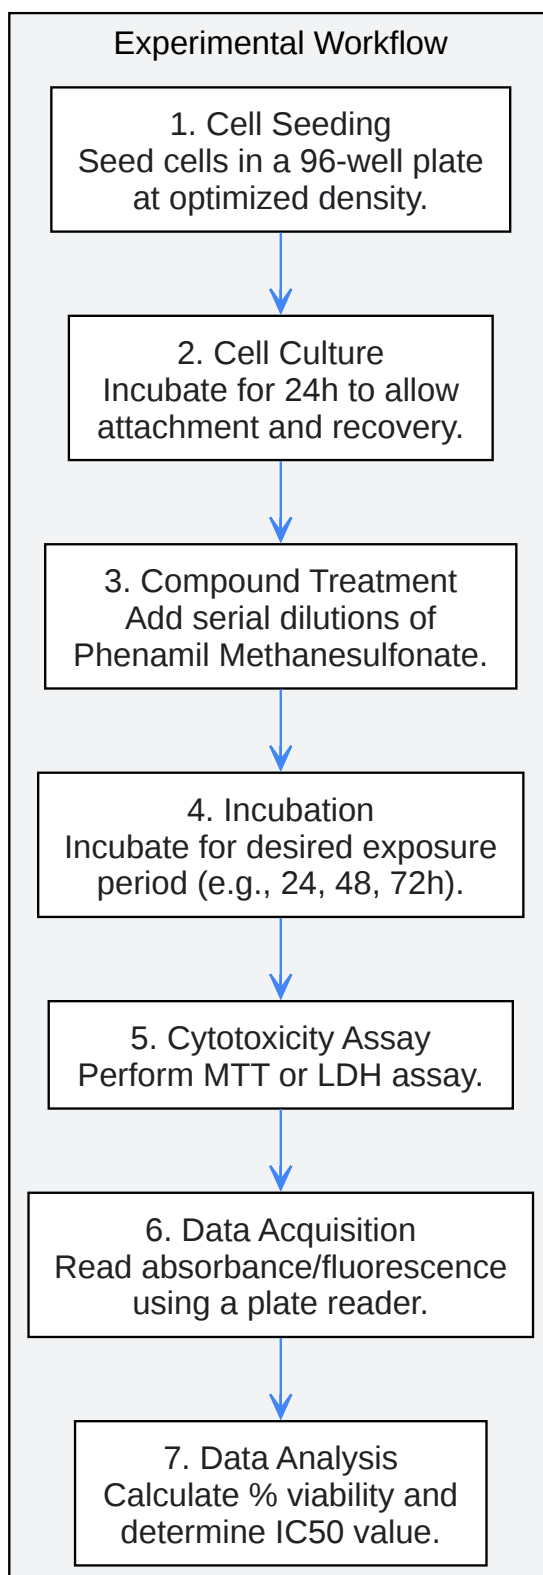 Experimental Workflow
1. Cell Seeding
Seed cells in a 96-well plate
at optimized density.
2. Cell Culture
Incubate for 24h to allow
attachment and recovery.
3. Compound Treatment
Add serial dilutions of
Phenamil Methanesulfonate.
4. Incubation
Incubate for desired exposure
period (e.g., 24, 48, 72h).
5. Cytotoxicity Assay
Perform MTT or LDH assay.
6. Data Acquisition
Read absorbance/fluorescence
using a plate reader.
7. Data Analysis
Calculate % viability and
determine IC50 value.